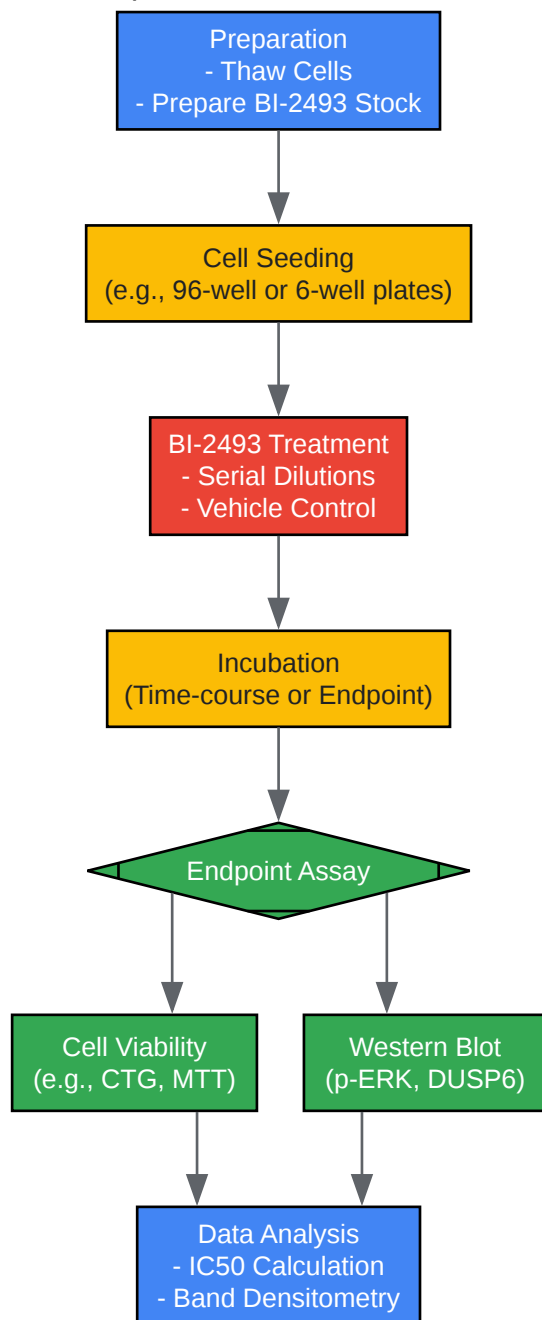 Preparation
- Thaw Cells
- Prepare BI-2493 Stock
Cell Seeding
(e.g., 96-well or 6-well plates)
BI-2493 Treatment
- Serial Dilutions
- Vehicle Control
Incubation
(Time-course or Endpoint)
Endpoint Assay
Cell Viability
(e.g., CTG, MTT)
Western Blot
(p-ERK, DUSP6)
Data Analysis
- IC50 Calculation
- Band Densitometry